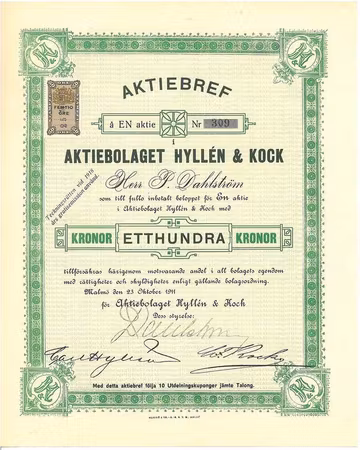 AKTIEBREF
FEMTIO
ÖRE
à EN aktie
Nr 309
i
AKTIEBOLAGET HYLLÉN & KOCK
Herr P. Dahlström
som till fullo inbetalt beloppet för En aktie
i Aktiebolaget Hyllén & Kock med
KRONOR ETTHUNDRA KRONOR
tillförsäkras härigenom motsvarande andel i all bolagets egendom
med rättigheter och skyldigheter enligt gällande bolagsordning.
Malmö den 23 Oktober 1911
för Aktiebolaget Hyllén & Kock
Dess styrelse:
Med detta aktiebref följa 10 Utdelningskuponger jämte Talong.